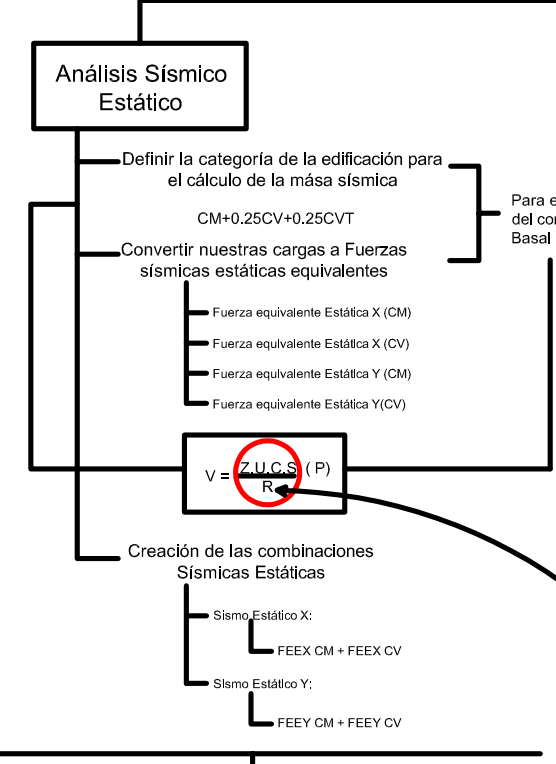 Análisis Sísmico
Estático
Definir la categoría de la edificación para
el cálculo de la mása sísmica
CM+0.25CV+0.25CVT
Para e
del co
Basal
Convertir nuestras cargas a Fuerzas
sísmicas estáticas equivalentes
Fuerza equivalente Estática X (CM)
Fuerza equivalente Estática X (CV)
Fuerza equivalente Estática Y (CM)
Fuerza equivalente Estática Y(CV)
V = Z.U.C.S ( P)
R
Creación de las combinaciones
Sísmicas Estáticas
Sismo Estático X:
FEEX CM + FEEX CV
Sismo Estático Y:
FEEY CM + FEEY CV